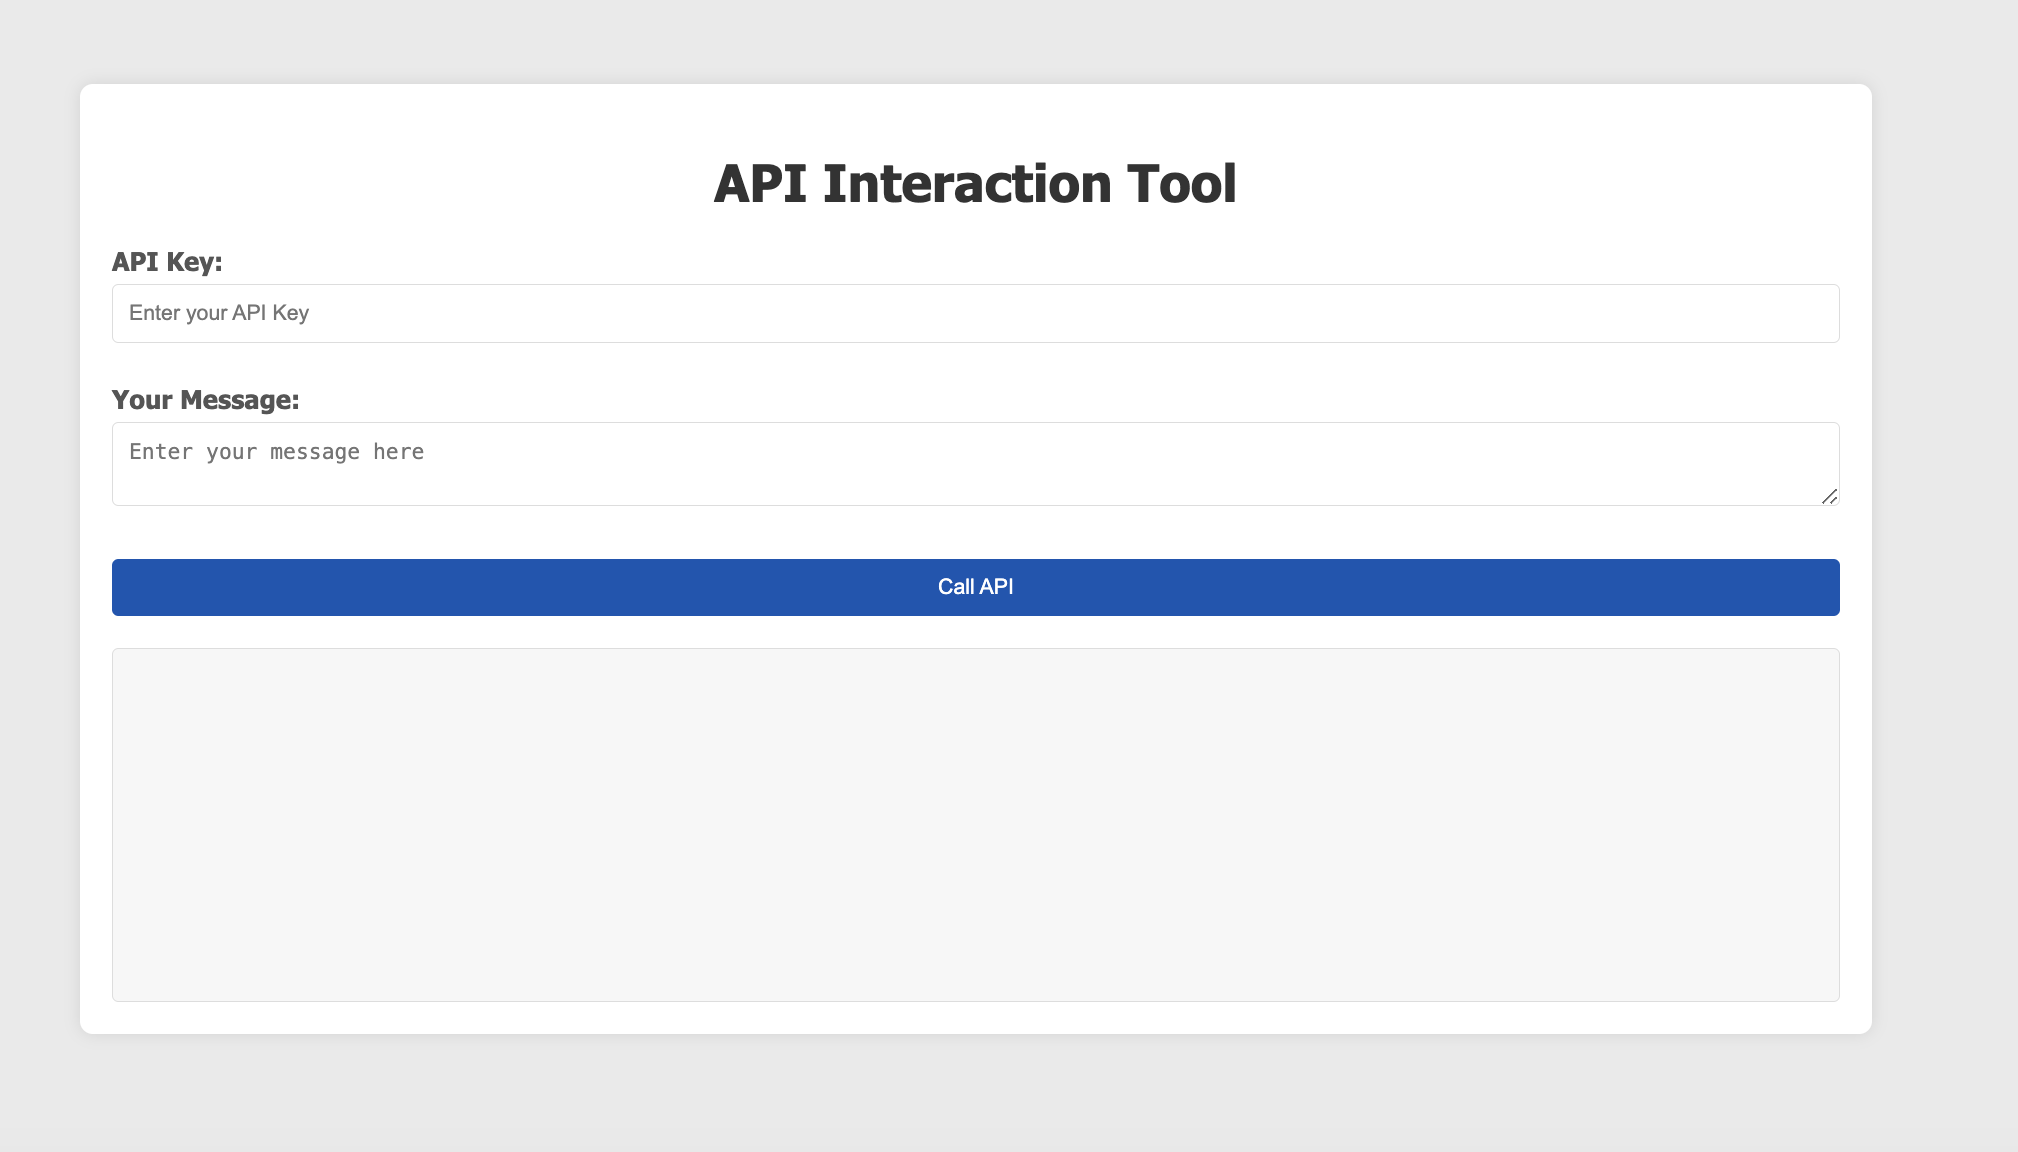 API Interaction Tool
API Key:
Enter your API Key
Your Message:
Enter your message here
Call API